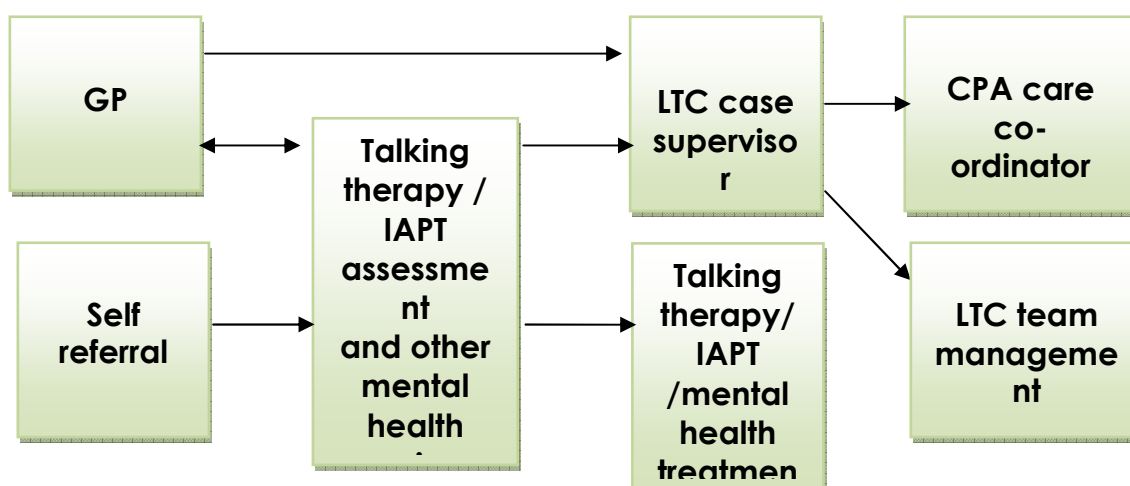 GP
Self
referral
Talking
therapy /
IAPT
assessme
nt
and other
mental
health
LTC case
superviso
r
Talking
therapy/
IAPT
/mental
health
treatmen
CPA care
co-
ordinator
LTC team
manageme
nt